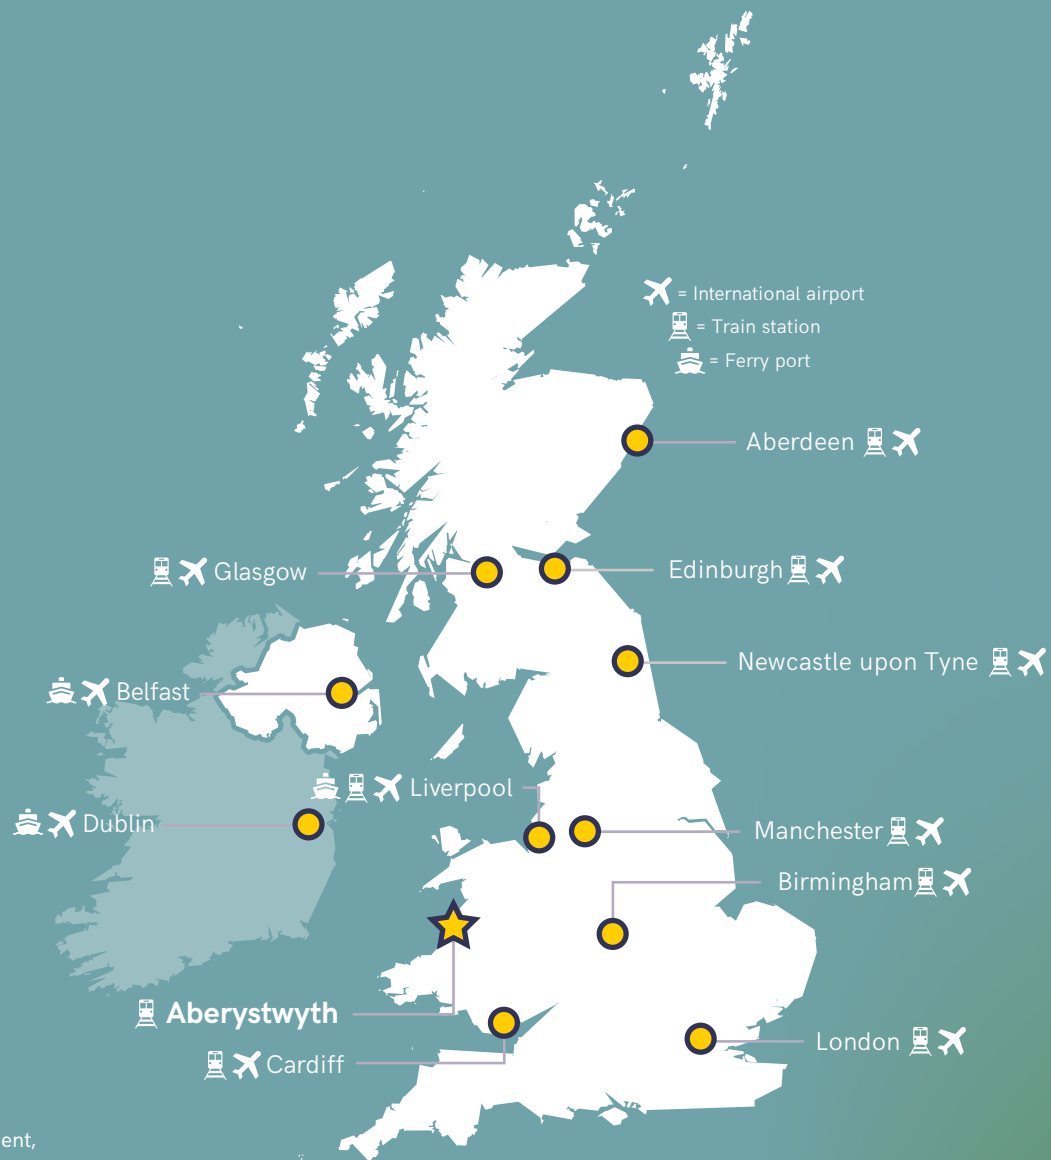 = International airport
= Train station
= Ferry port
Aberdeen
Glasgow
Edinburgh
Newcastle upon Tyne
Belfast
Liverpool
Dublin
Manchester
Birmingham
Aberystwyth
London
Cardiff
ent,